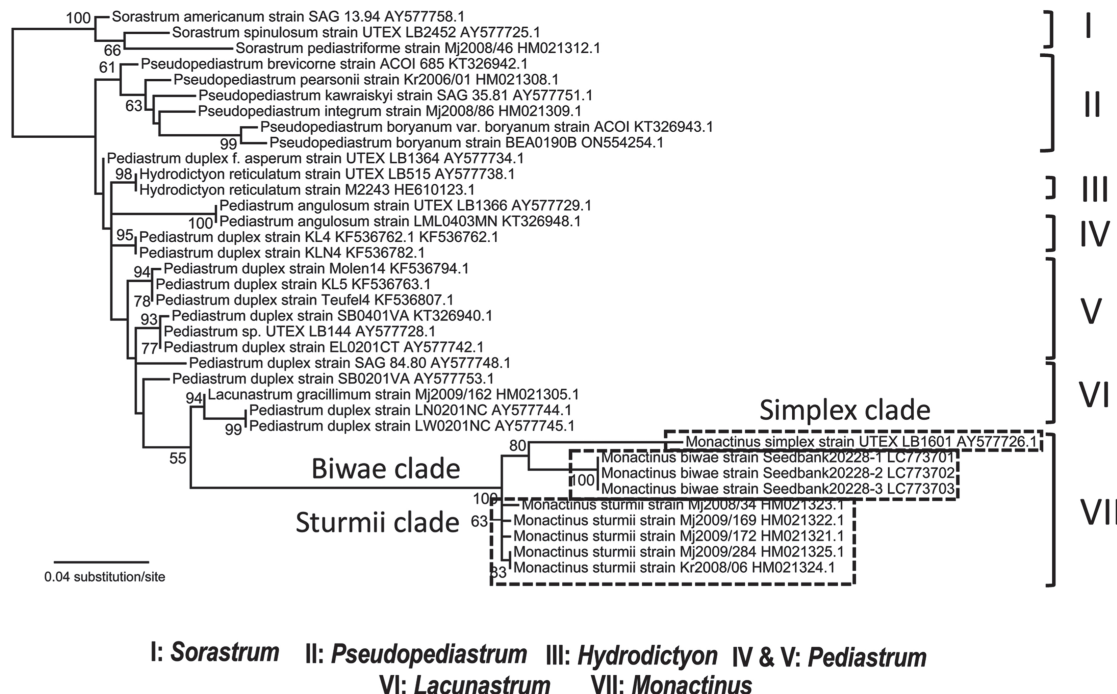 100
Sorastrum americanum strain SAG 13.94 AY577758.1
Sorastrum spinulosum strain UTEX LB2452 AY577725.1
66
Sorastrum pediastriforme strain Mj2008/46 HM021312.1
I
61
Pseudopediastrum brevicorne strain ACOI 685 KT326942.1
Pseudopediastrum pearsonii strain Kr2006/01 HM021308.1
63
Pseudopediastrum kawraiskyi strain SAG 35.81 AY577751.1
Pseudopediastrum integrum strain Mj2008/86 HM021309.1
II
Pseudopediastrum boryanum var. boryanum strain ACOI KT326943.1
99
Pseudopediastrum boryanum strain BEA0190B ON554254.1
Pediastrum duplex f. asperum strain UTEX LB1364 AY577734.1
98
Hydrodictyon reticulatum strain UTEX LB515 AY577738.1
Hydrodictyon reticulatum strain M2243 HE610123.1
III
Pediastrum angulosum strain UTEX LB1366 AY577729.1
100
Pediastrum angulosum strain LML0403MN KT326948.1
95
Pediastrum duplex strain KL4 KF536762.1 KF536762.1
Pediastrum duplex strain KLN4 KF536782.1
IV
94
Pediastrum duplex strain Molen14 KF536794.1
Pediastrum duplex strain KL5 KF536763.1
78
Pediastrum duplex strain Teufel4 KF536807.1
93
Pediastrum duplex strain SB0401VA KT326940.1
Pediastrum sp. UTEX LB144 AY577728.1
77
Pediastrum duplex strain EL0201CT AY577742.1
V
Pediastrum duplex strain SAG 84.80 AY577748.1
Pediastrum duplex strain SB0201VA AY577753.1
94
Lacunastrum gracillimum strain Mj2009/162 HM021305.1
Pediastrum duplex strain LN0201NC AY577744.1
99
Pediastrum duplex strain LW0201NC AY577745.1
VI
55
Simplex clade
80
Monactinus simplex strain UTEX LB1601 AY577726.1
Biwae clade
Monactinus biwae strain Seedbank20228-1 LC773701
100
Monactinus biwae strain Seedbank20228-2 LC773702
Monactinus biwae strain Seedbank20228-3 LC773703
100
Sturmii clade
63
Monactinus sturmii strain Mj2008/34 HM021323.1
Monactinus sturmii strain Mj2009/169 HM021322.1
Monactinus sturmii strain Mj2009/172 HM021321.1
Monactinus sturmii strain Mj2009/284 HM021325.1
Monactinus sturmii strain Kr2008/06 HM021324.1
VII
0.04 substitution/site
I: Sorastrum II: Pseudopediastrum III: Hydrodictyon IV & V: Pediastrum
VI: Lacunastrum VII: Monactinus